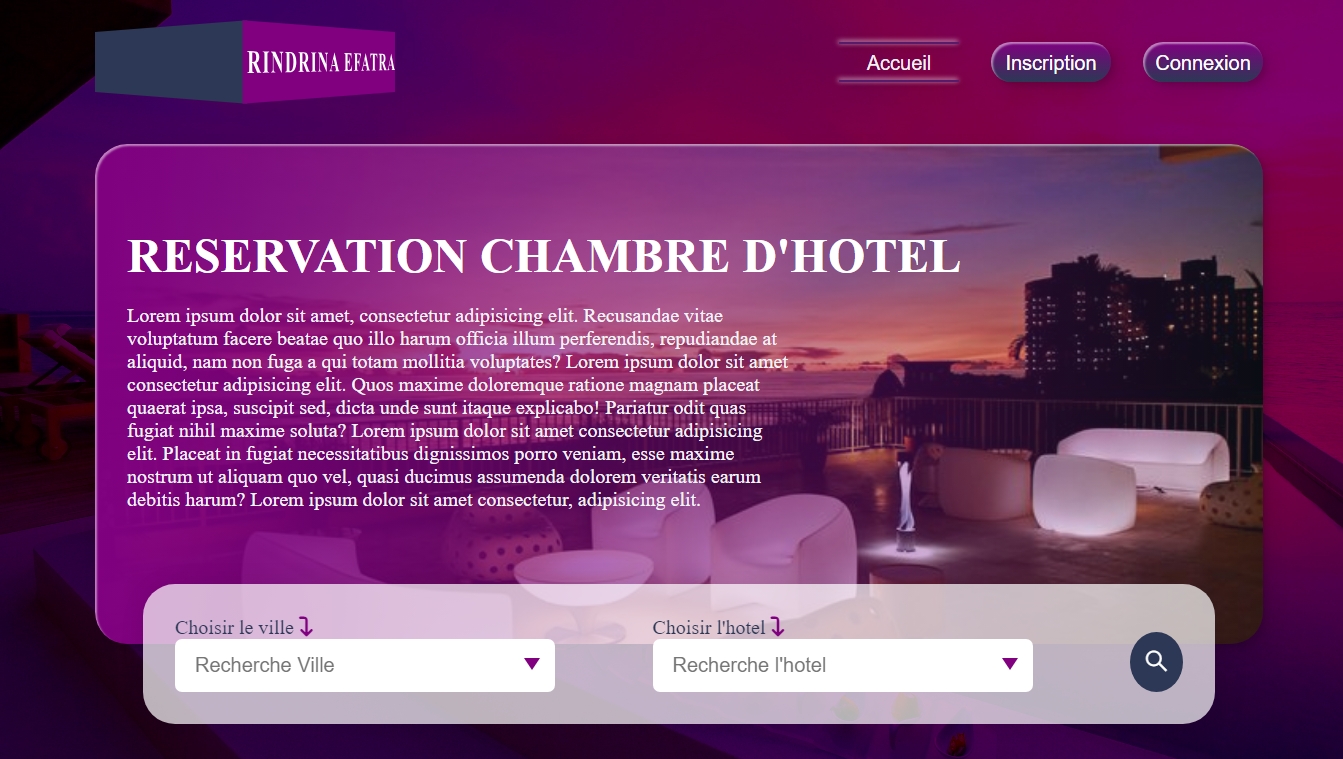 RINDRINA EFATRA
Accueil
Inscription
Connexion
RESERVATION CHAMBRE D'HOTEL
Lorem ipsum dolor sit amet, consectetur adipisicing elit. Recusandae vitae
voluptatum facere beatae quo illo harum officia illum perferendis, repudiandae at
aliquid, nam non fuga a qui totam mollitia voluptates? Lorem ipsum dolor sit amet
consectetur adipisicing elit. Quos maxime doloremque ratione magnam placeat
quaerat ipsa, suscipit sed, dicta unde sunt itaque explicabo! Pariatur odit quas
fugiat nihil maxime soluta? Lorem ipsum dolor sit amet consectetur adipisicing
elit. Placeat in fugiat necessitatibus dignissimos porro veniam, esse maxime
nostrum ut aliquam quo vel, quasi ducimus assumenda dolorem veritatis earum
debitis harum? Lorem ipsum dolor sit amet consectetur, adipisicing elit.
Choisir le ville
Recherche Ville
Choisir l'hotel
Recherche l'hotel